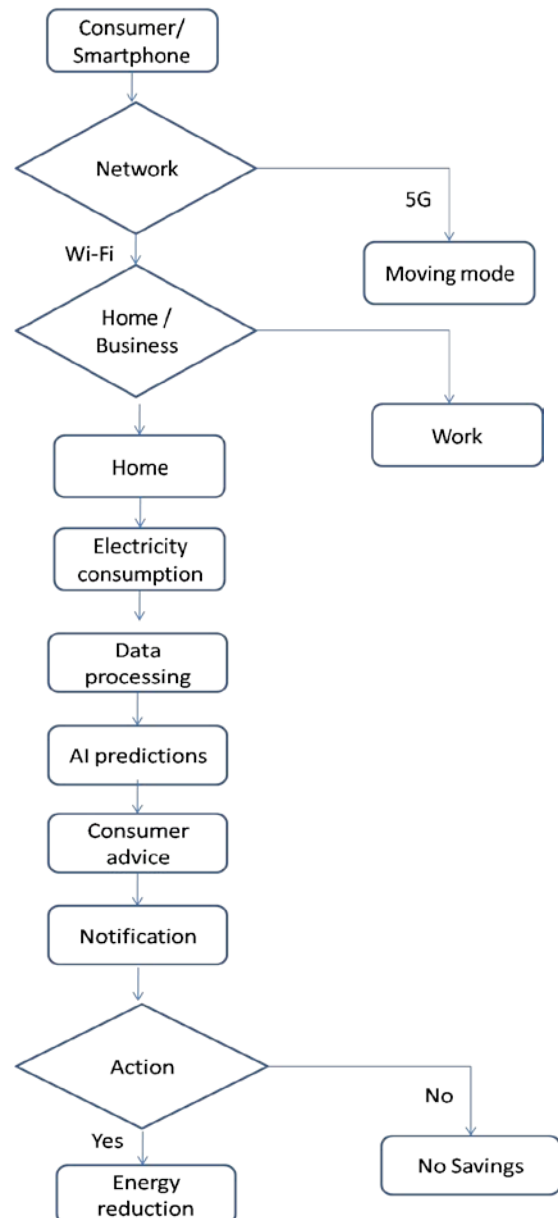 Consumer/
Smartphone
Network
5G
Wi-Fi
Moving mode
Home /
Business
Work
Home
Electricity
consumption
Data
processing
AI predictions
Consumer
advice
Notification
Action
No
Yes
No Savings
Energy
reduction